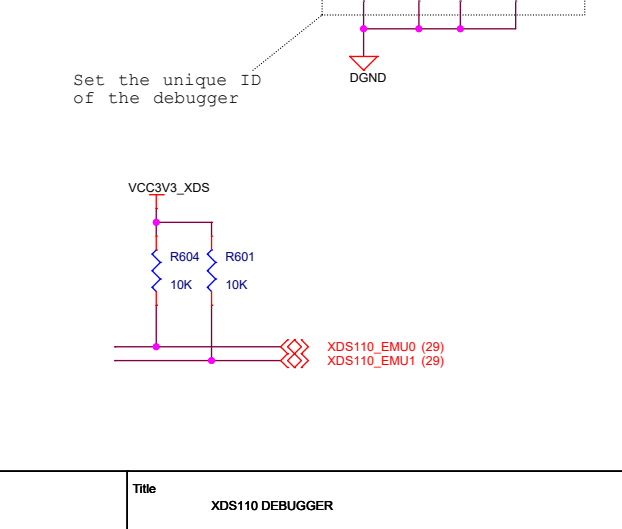 DGND
Set the unique ID
of the debugger
VCC3V3_XDS
R604 R601
10K 10K
XDS110_EMU0 (29)
XDS110_EMU1 (29)
Title
XDS110 DEBUGGER